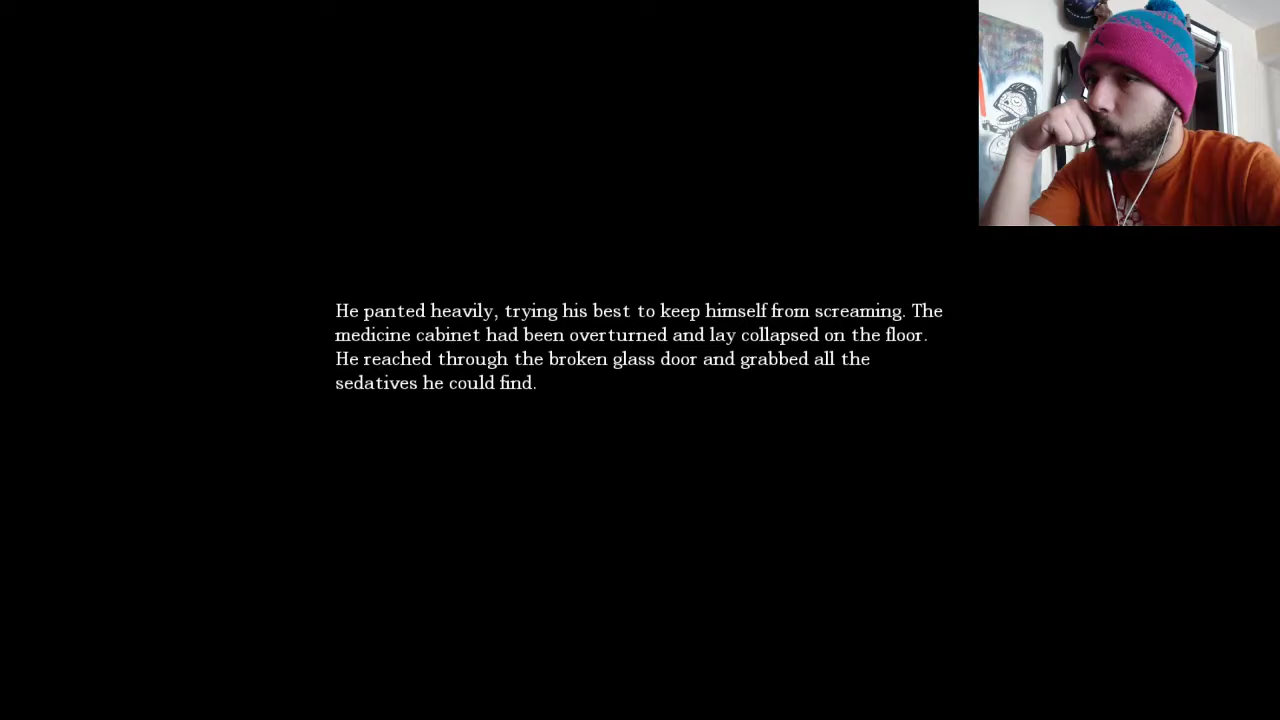 He panted heavily, trying his best to keep himself from screaming. The
medicine cabinet had been overturned and lay collapsed on the floor.
He reached through the broken glass door and grabbed all the
sedatives he could find.